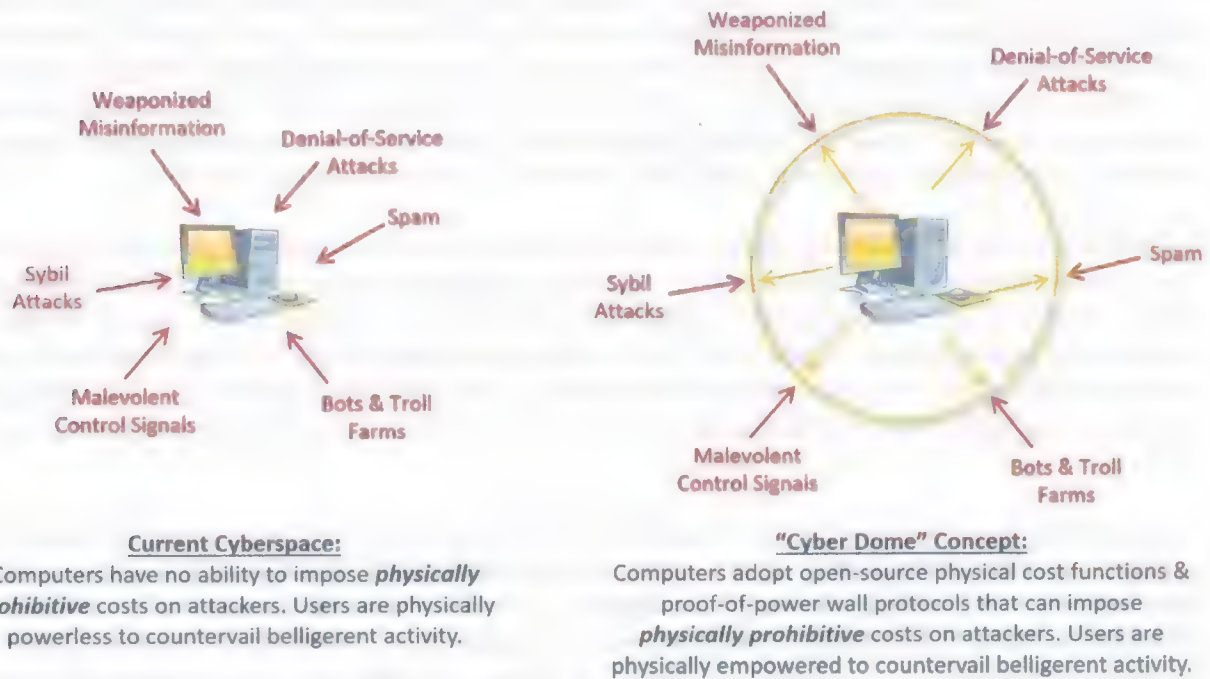 Weaponized
Misinformation
Denial-of-Service
Attacks
Spam
Sybil
Attacks
Malevolent
Control Signals
Bots & Troll
Farms
Current Cyberspace:
omputers have no ability to impose physically
ohibitive costs on attackers. Users are physically
powerless to countervail belligerent activity.
Weaponized
Misinformation
Denial-of-Service
Attacks
Spam
Sybil
Attacks
Malevolent
Control Signals
Bots & Troll
Farms
"Cyber Dome" Concept:
Computers adopt open-source physical cost functions &
proof-of-power wall protocols that can impose
physically prohibitive costs on attackers. Users are
physically empowered to countervail belligerent activity.